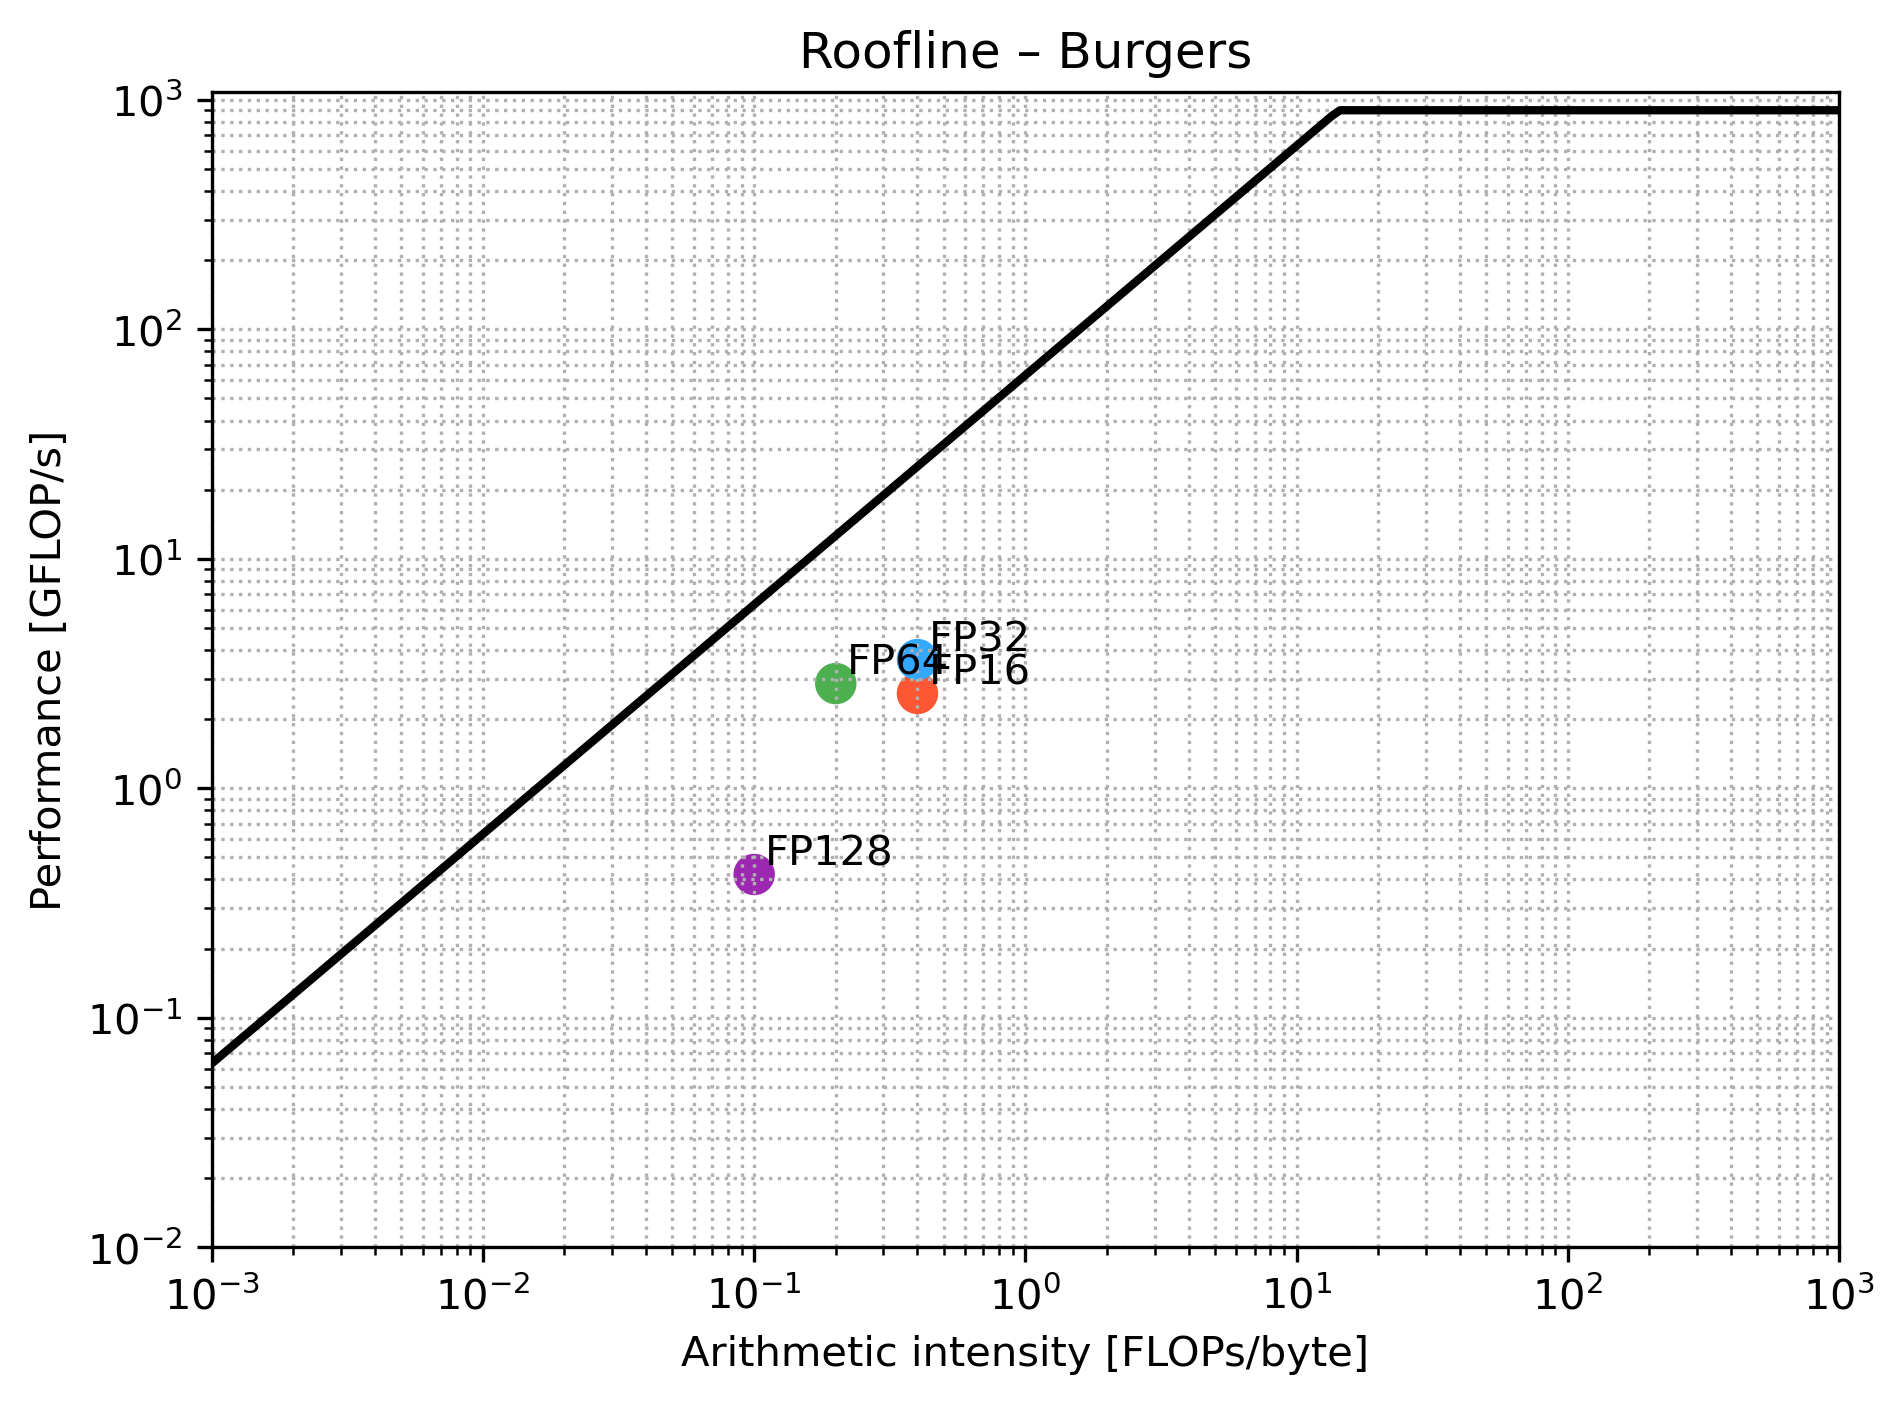 Roofline – Burgers
10³
10²
10¹
10⁰
10⁻¹
10⁻²
Performance [GFLOP/s]
FP32
FP64
FP16
FP128
10⁻³ 10⁻² 10⁻¹ 10⁰ 10¹ 10² 10³
Arithmetic intensity [FLOPs/byte]